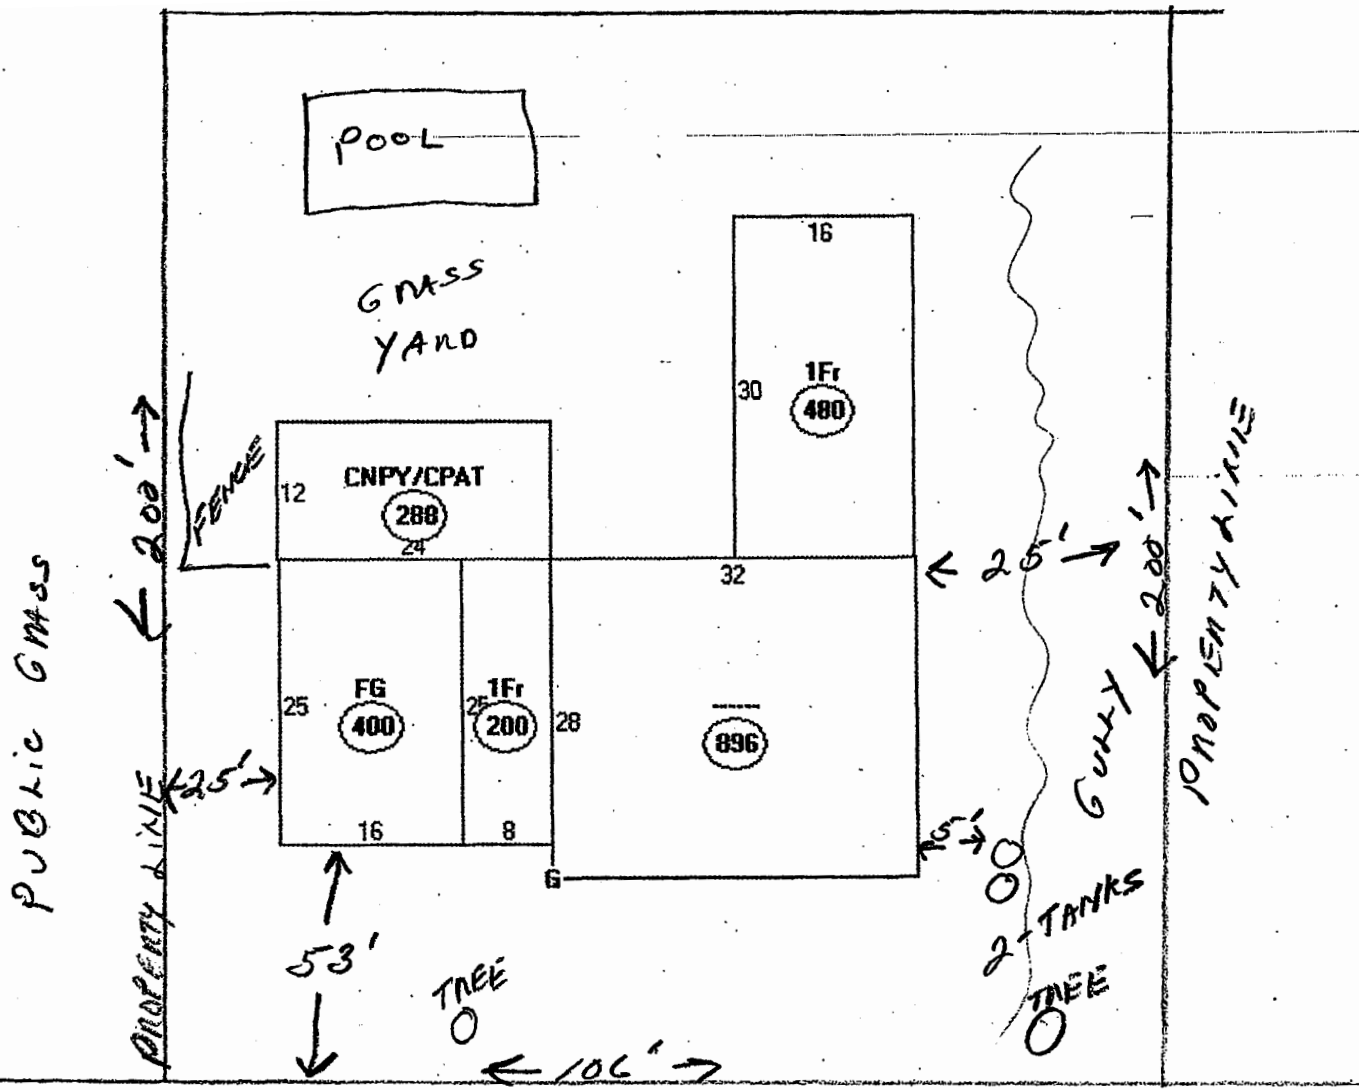 POOL
GRASS
YARD
16
30
1Fr
480
FENCE
12
CNPY/CPAT
288
24
200'
25'
200'
PROPERTY LINE
32
PUBLIC GRASS
25
FG
400
25
1Fr
200
28
896
GULLY
25'
PROPERTY LINE
16
8
G
5'
2-TANKS
53'
TREE
TREE
106'